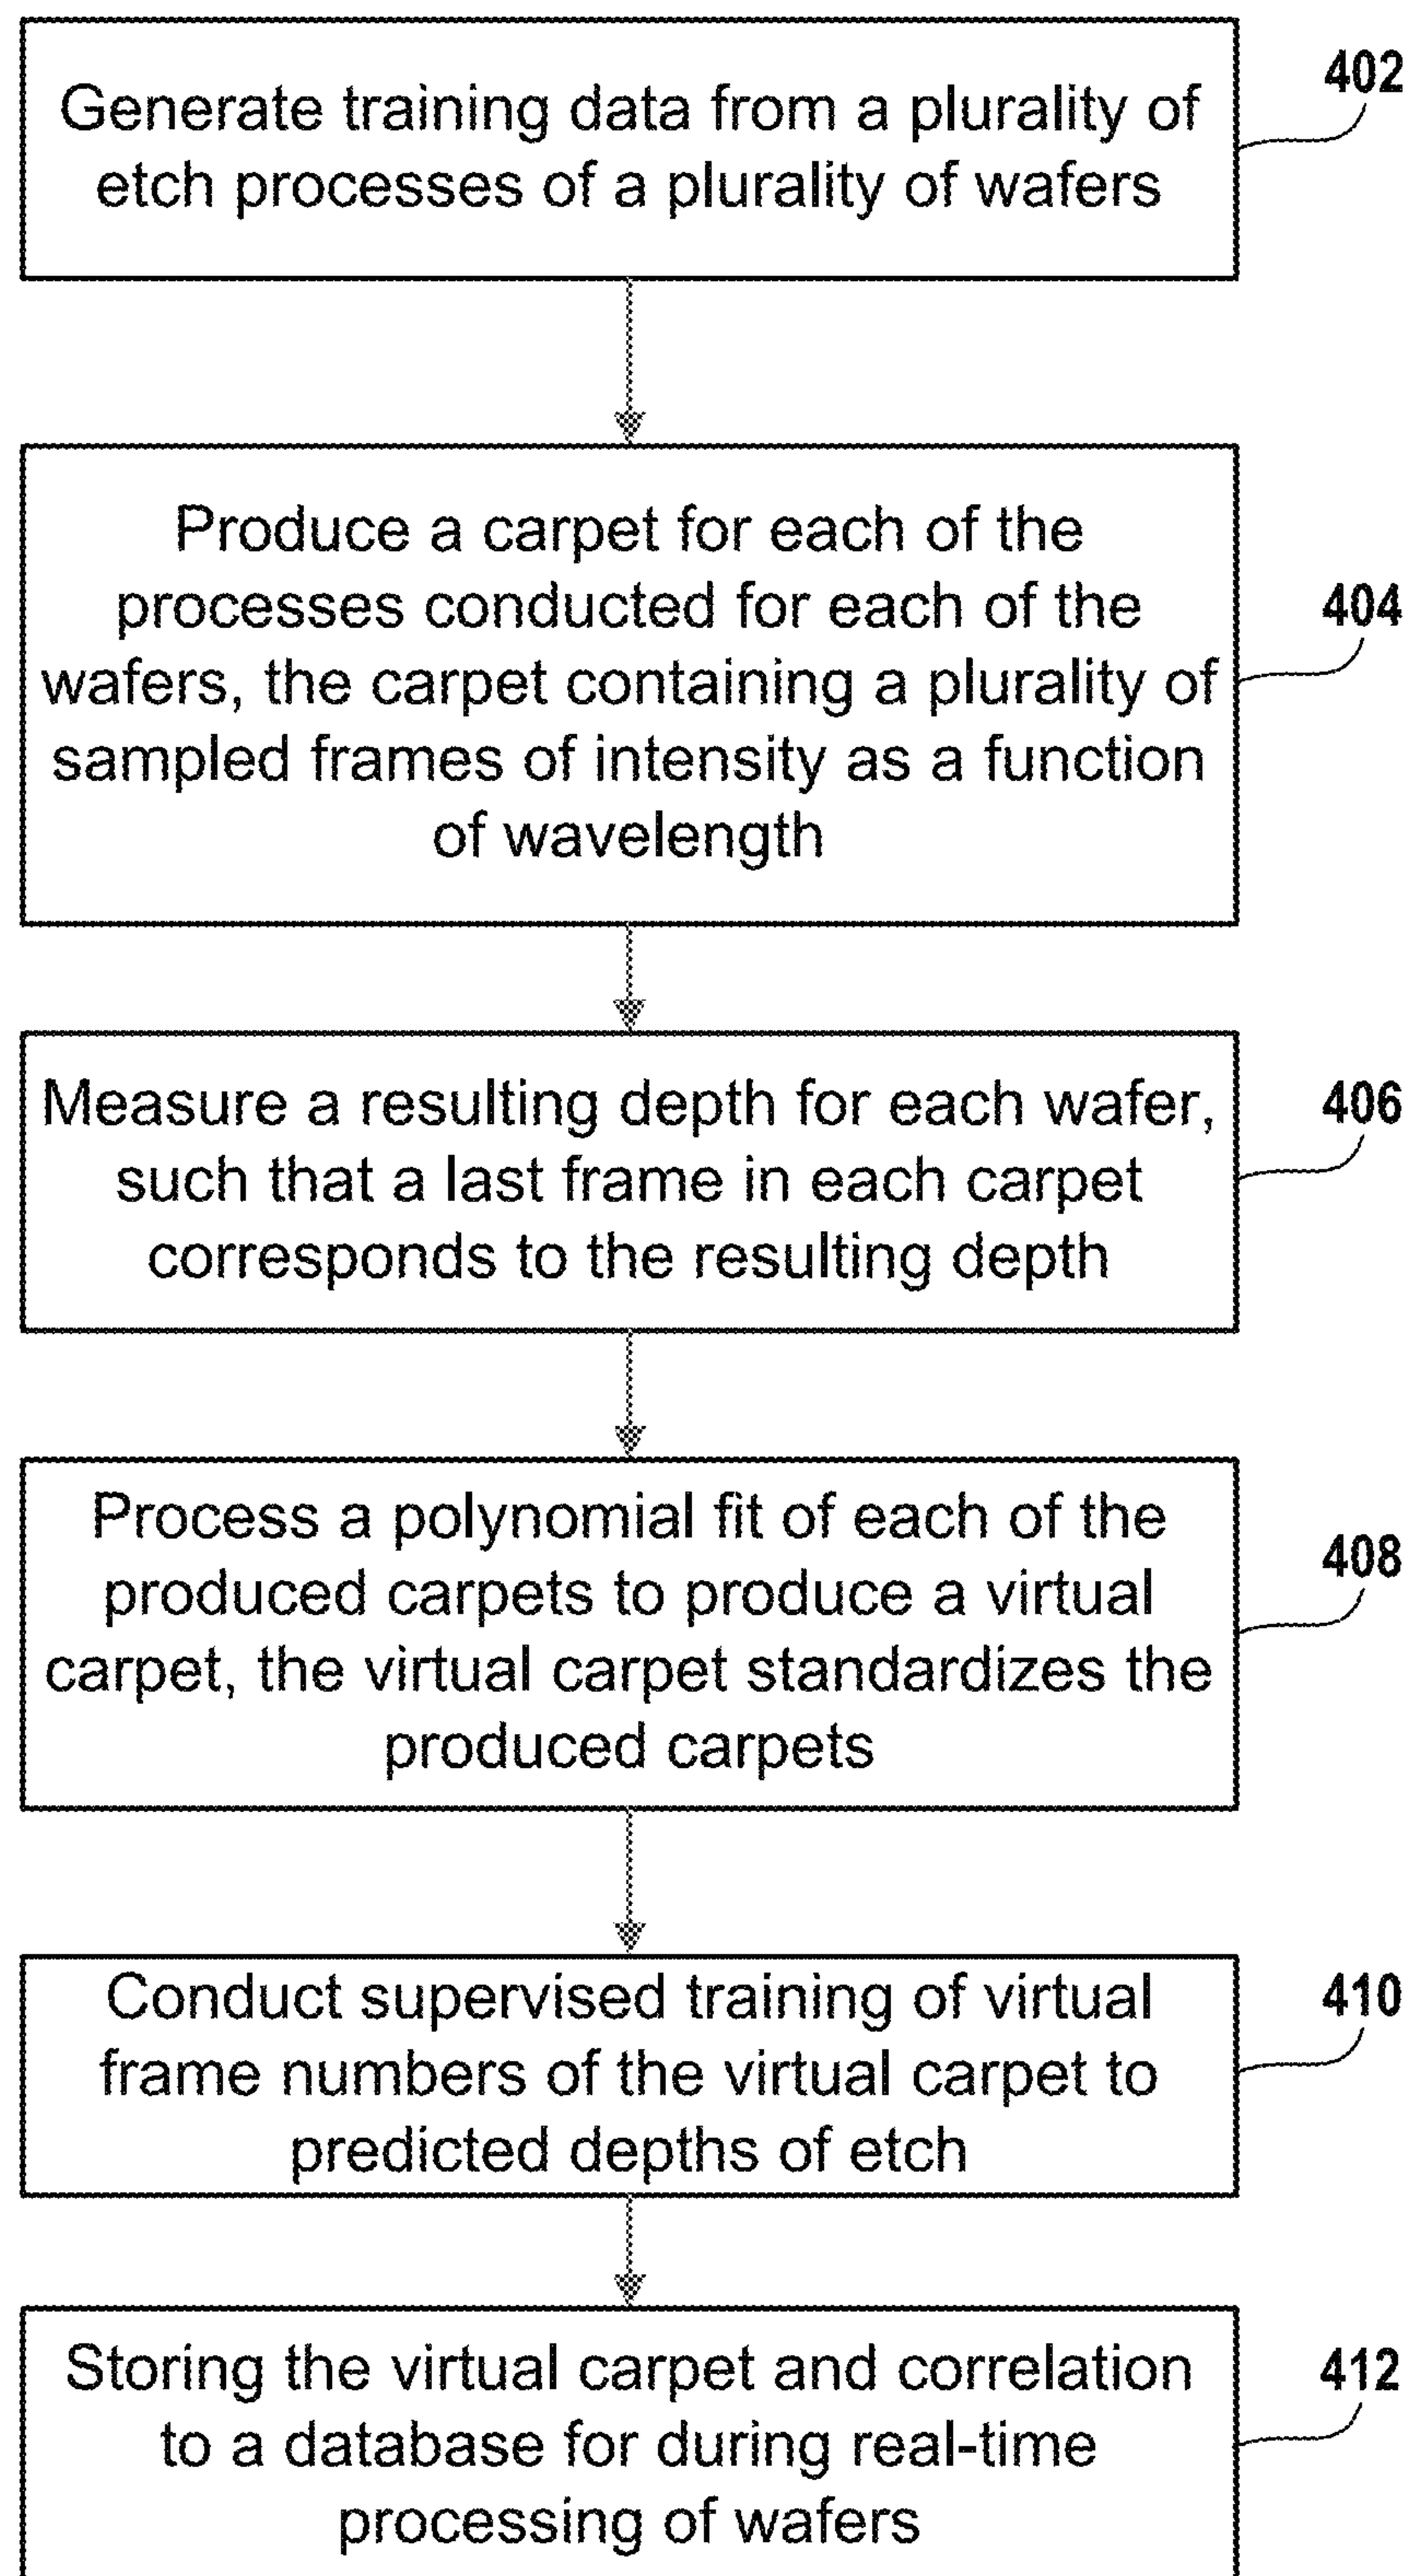 Generate training data from a plurality of
etch processes of a plurality of wafers
402
Produce a carpet for each of the
processes conducted for each of the
wafers, the carpet containing a plurality of
sampled frames of intensity as a function
of wavelength
404
Measure a resulting depth for each wafer,
such that a last frame in each carpet
corresponds to the resulting depth
406
Process a polynomial fit of each of the
produced carpets to produce a virtual
carpet, the virtual carpet standardizes the
produced carpets
408
Conduct supervised training of virtual
frame numbers of the virtual carpet to
predicted depths of etch
410
Storing the virtual carpet and correlation
to a database for during real-time
processing of wafers
412